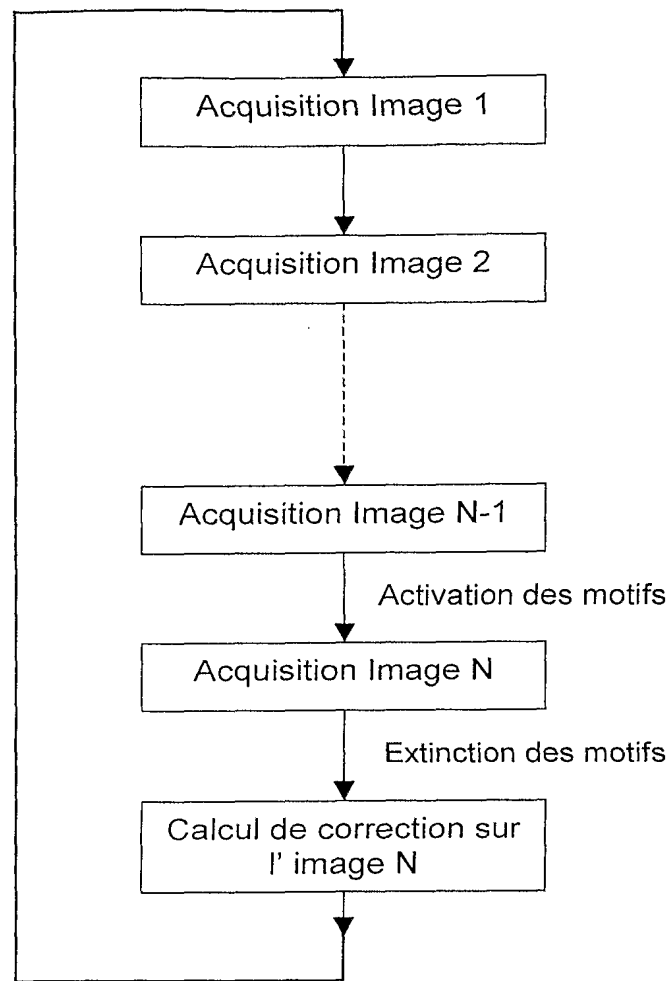 Acquisition Image 1
Acquisition Image 2
Acquisition Image N-1
Activation des motifs
Acquisition Image N
Extinction des motifs
Calcul de correction sur
l' image N